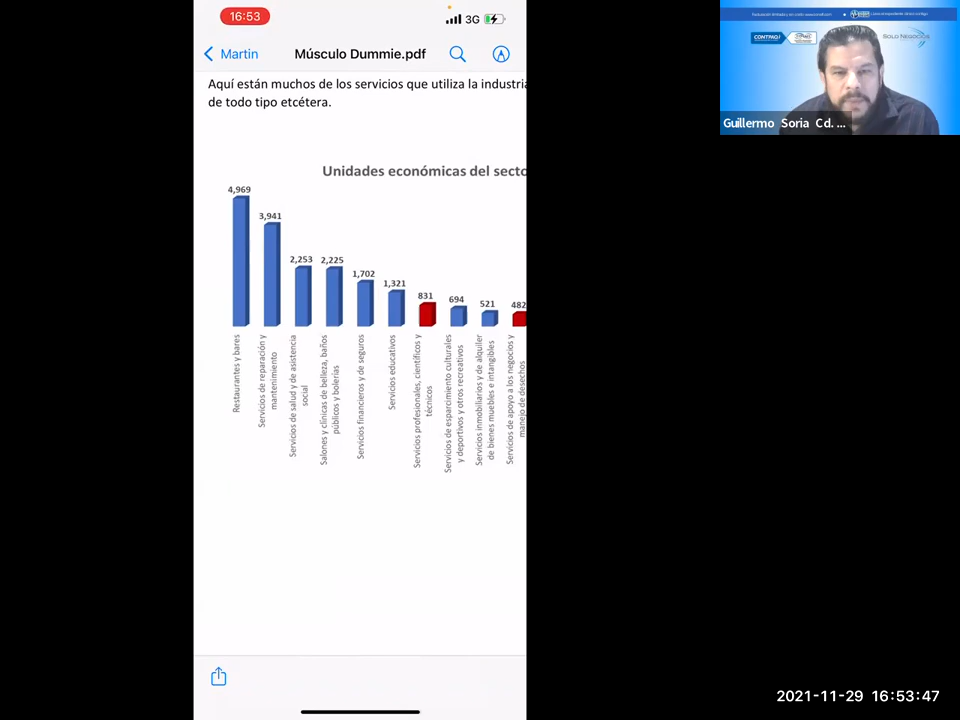 16:53
3G
Martin
Músculo Dummie.pdf
Aquí están muchos de los servicios que utiliza la industria
de todo tipo etcétera.
Unidades económicas del secto
4,969
3,941
2,253
2,225
1,702
1,321
831
694
521
482
Restaurantes y bares
Servicios de reparación y
mantenimiento
Servicios de salud y de asistencia
social
Salones y clínicas de belleza, baños
públicos y bolerías
Servicios financieros y de seguros
Servicios educativos
Servicios profesionales, científicos y
técnicos
Servicios de esparcimiento culturales
y deportivos y otros recreativos
Servicios inmobiliarios y de alquiler
de bienes muebles e intangibles
Servicios de apoyo a los negocios y
manejo de desechos
CONTPAQi
SOLO NEGOCIOS
Guillermo Soria Cd. ...
2021-11-29 16:53:47